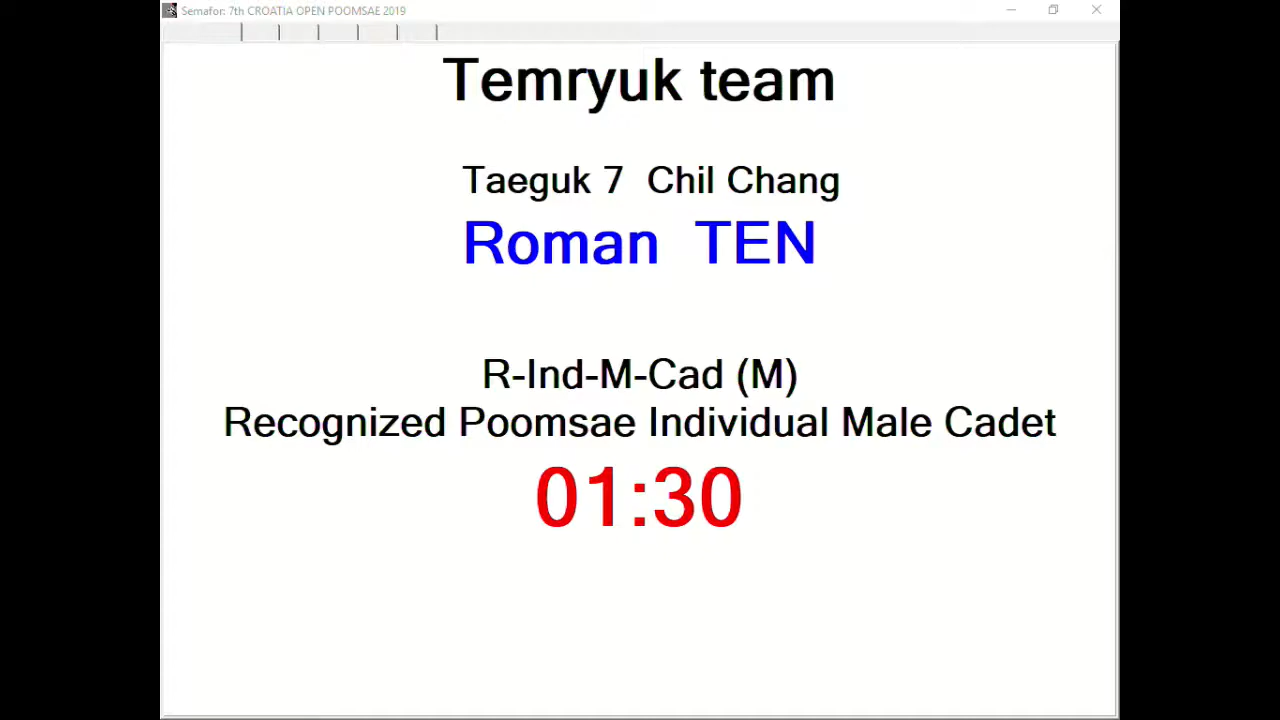 Semafor: 7th CROATIA OPEN POOMSAE 2019
Temryuk team
Taeguk 7 Chil Chang
Roman TEN
R-Ind-M-Cad (M)
Recognized Poomsae Individual Male Cadet
01:30